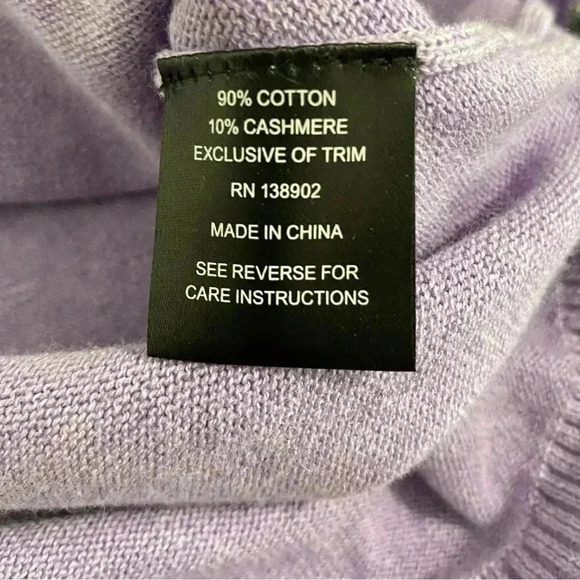 90% COTTON
10% CASHMERE
EXCLUSIVE OF TRIM
RN 138902
MADE IN CHINA
SEE REVERSE FOR
CARE INSTRUCTIONS